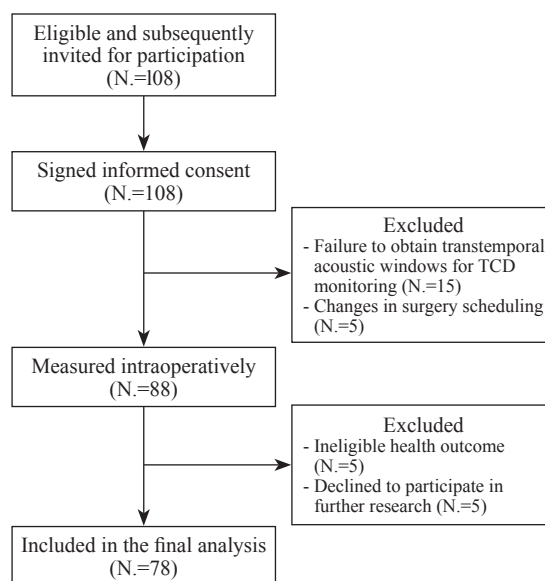 Eligible and subsequently
invited for participation
(N.=l08)
Signed informed consent
(N.=108)
Excluded
- Failure to obtain transtemporal
acoustic windows for TCD
monitoring (N.=15)
- Changes in surgery scheduling
(N.=5)
Measured intraoperatively
(N.=88)
Excluded
- Ineligible health outcome
(N.=5)
- Declined to participate in
further research (N.=5)
Included in the final analysis
(N.=78)